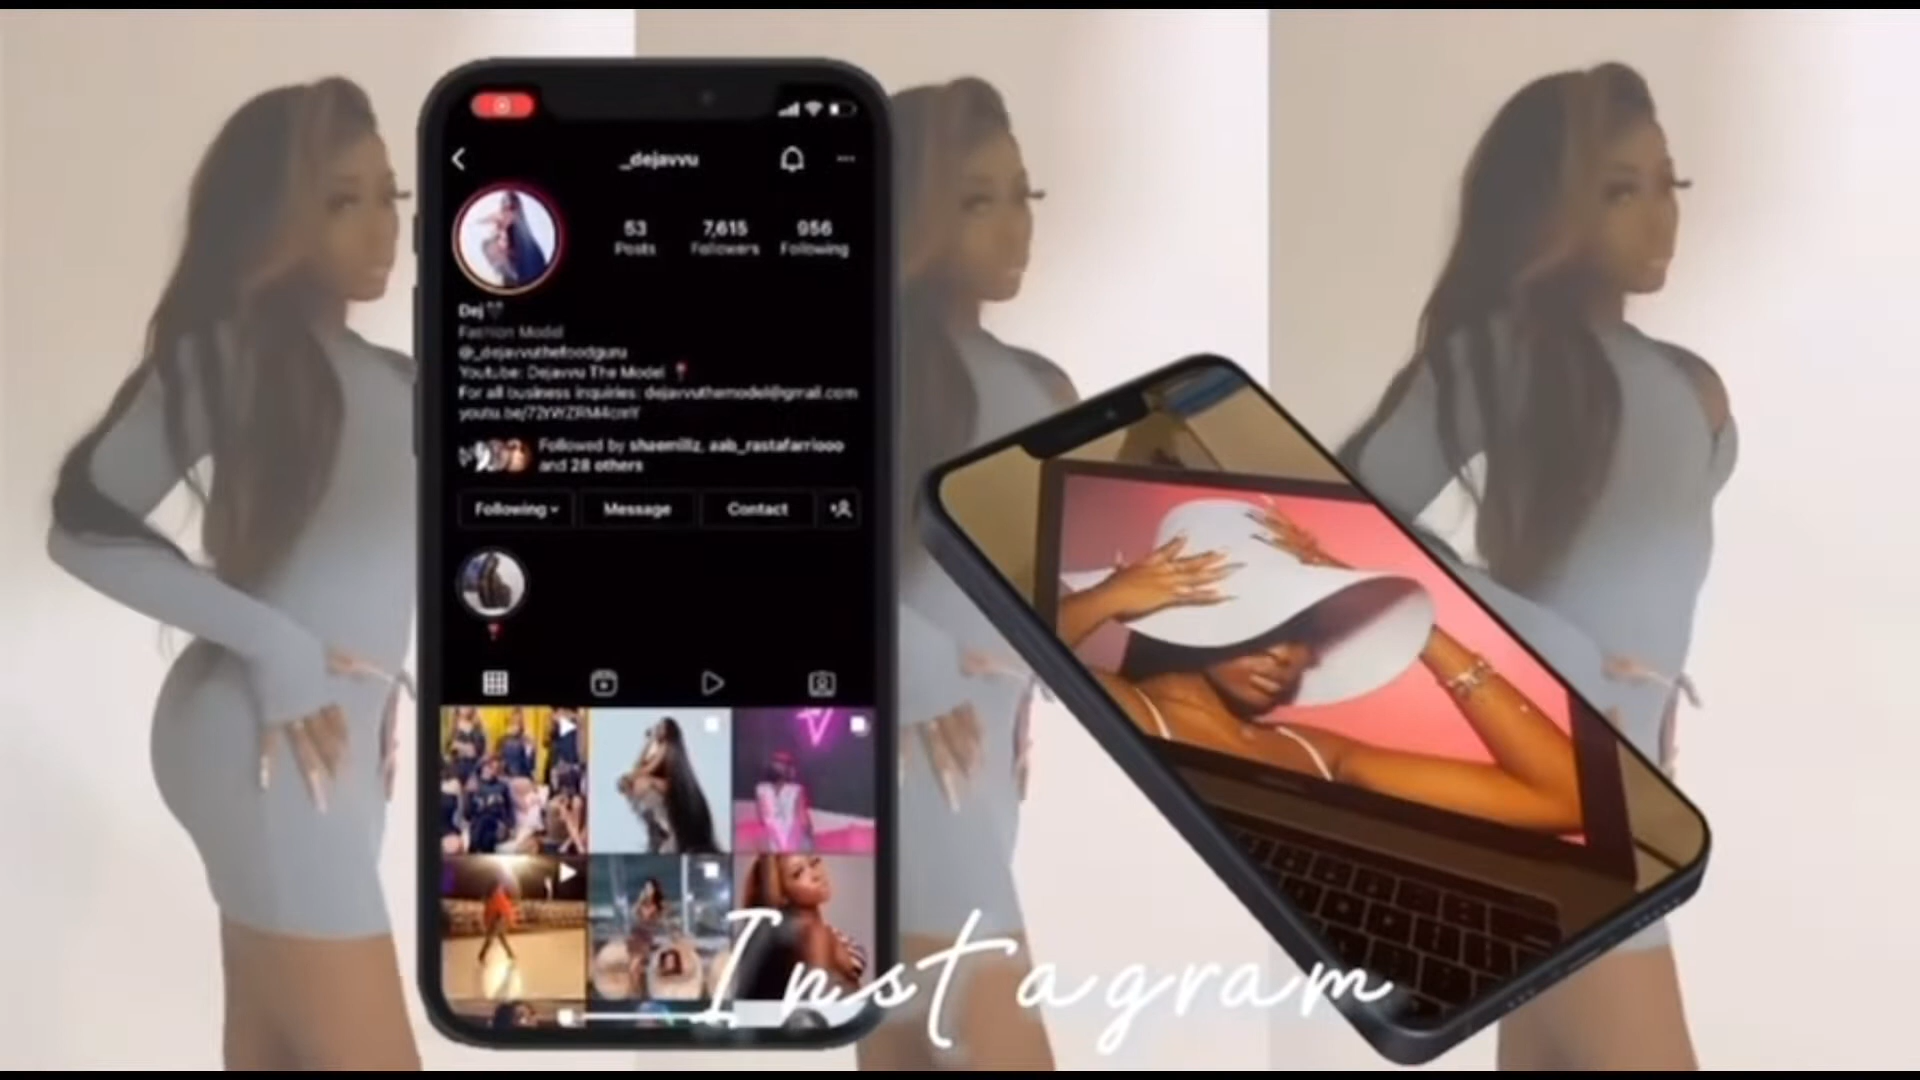 _dejavvu
53
7,615
956
Posts
Followers
Following
Dej
Fashion Model
@_dejavvuthefoodguru
Youtube: Dejavvu The Model
For all business inquiries: dejavvuthemodel@gmail.com
Followed by shaemillz, aab_rastafarriooo
and 28 others
Following
Message
Contact
Instagram